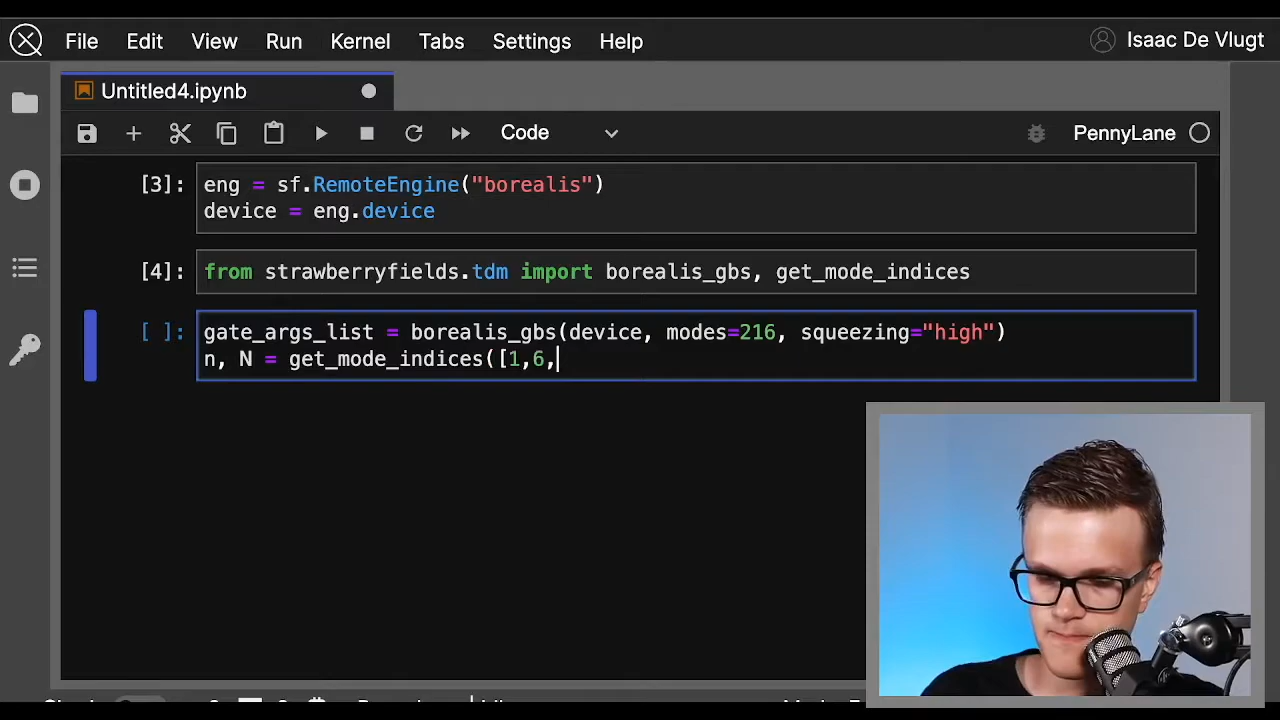 File Edit View Run Kernel Tabs Settings Help
Isaac De Vlugt
Untitled4.ipynb
Code
PennyLane
[3]: eng = sf.RemoteEngine("borealis")
device = eng.device
[4]: from strawberryfields.tdm import borealis_gbs, get_mode_indices
[ ]: gate_args_list = borealis_gbs(device, modes=216, squeezing="high")
n, N = get_mode_indices([1,6,